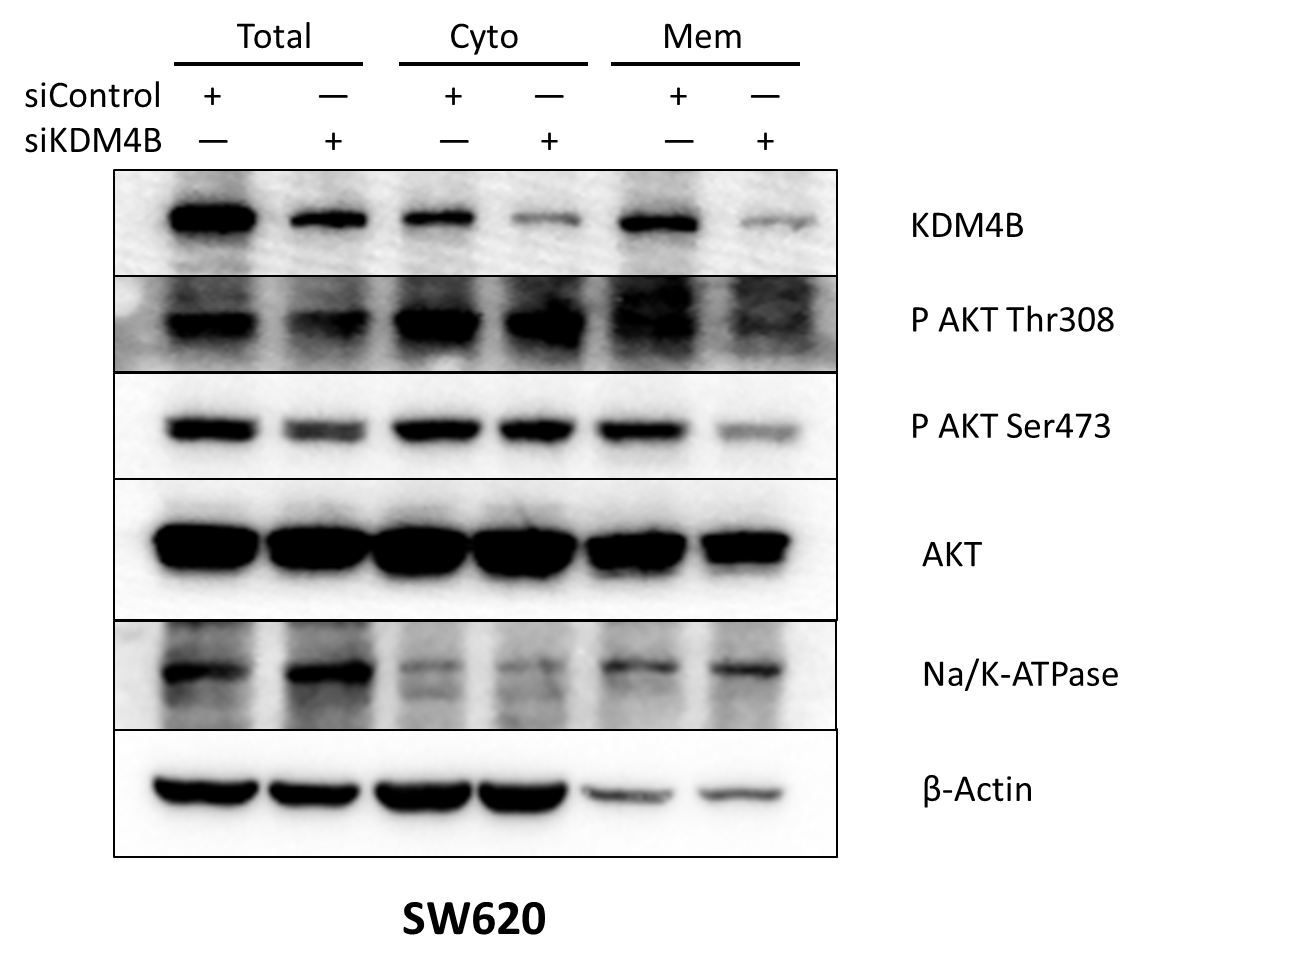 Total Cyto Mem
siControl + — + — + —
siKDM4B — + — + — +
KDM4B
P AKT Thr308
P AKT Ser473
AKT
Na/K-ATPase
β-Actin
SW620